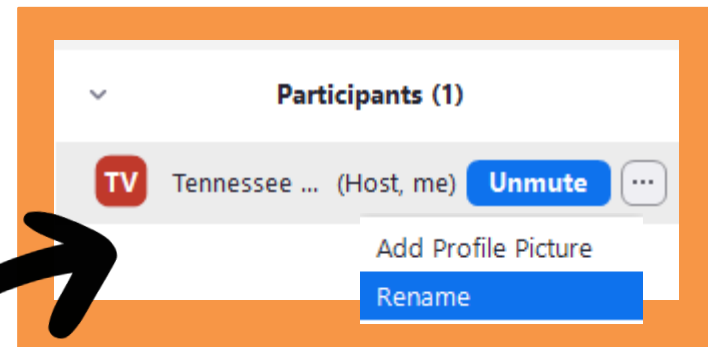 Participants (1)
TV Tennessee ... (Host, me) Unmute ...
Add Profile Picture
Rename